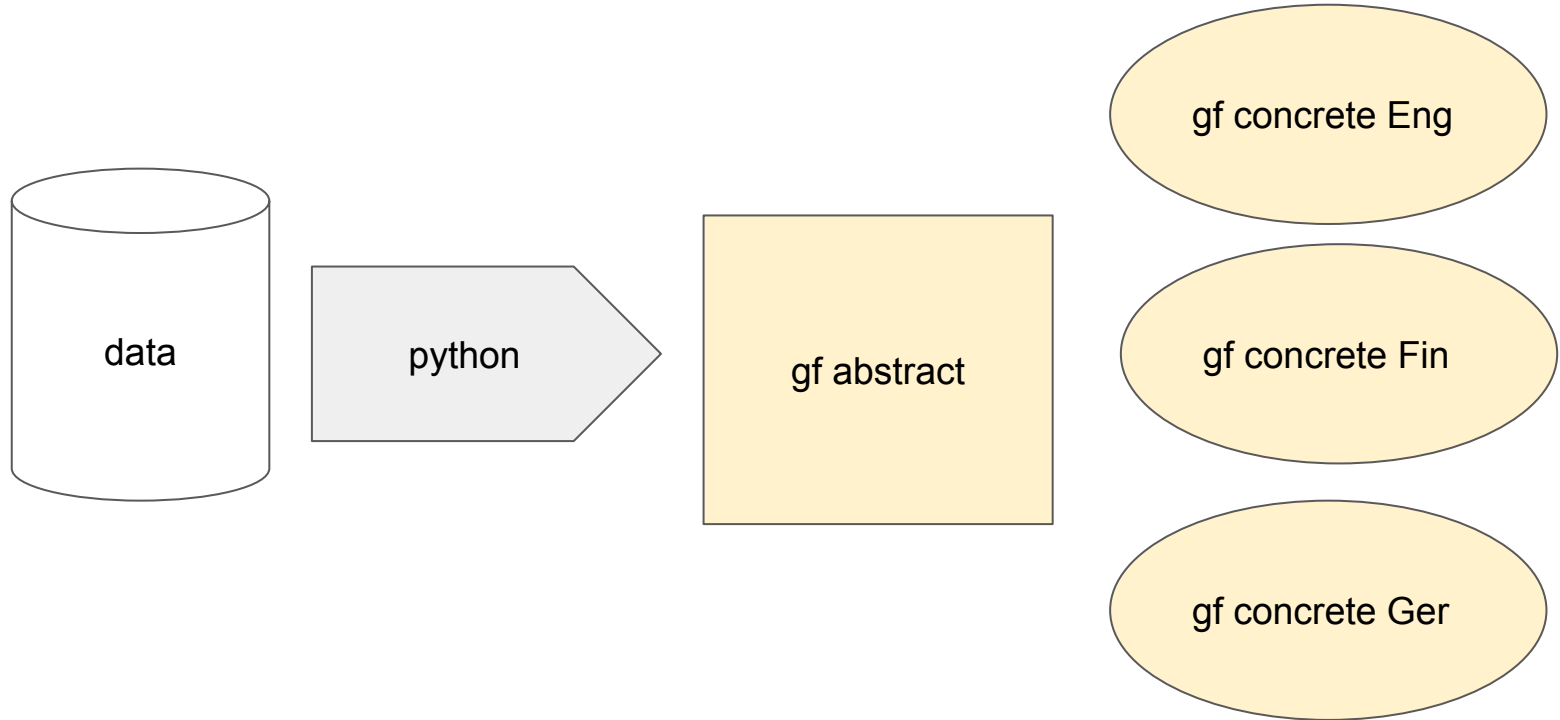 data
python
gf abstract
gf concrete Eng
gf concrete Fin
gf concrete Ger